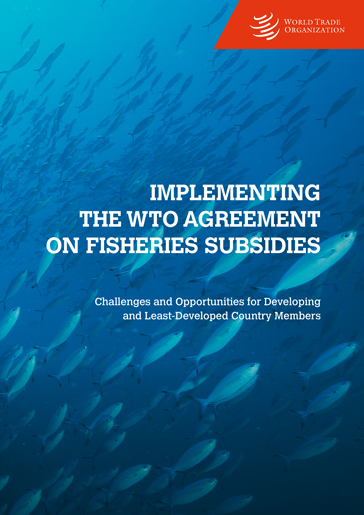 WORLD TRADE
ORGANIZATION
IMPLEMENTING
THE WTO AGREEMENT
ON FISHERIES SUBSIDIES
Challenges and Opportunities for Developing
and Least-Developed Country Members